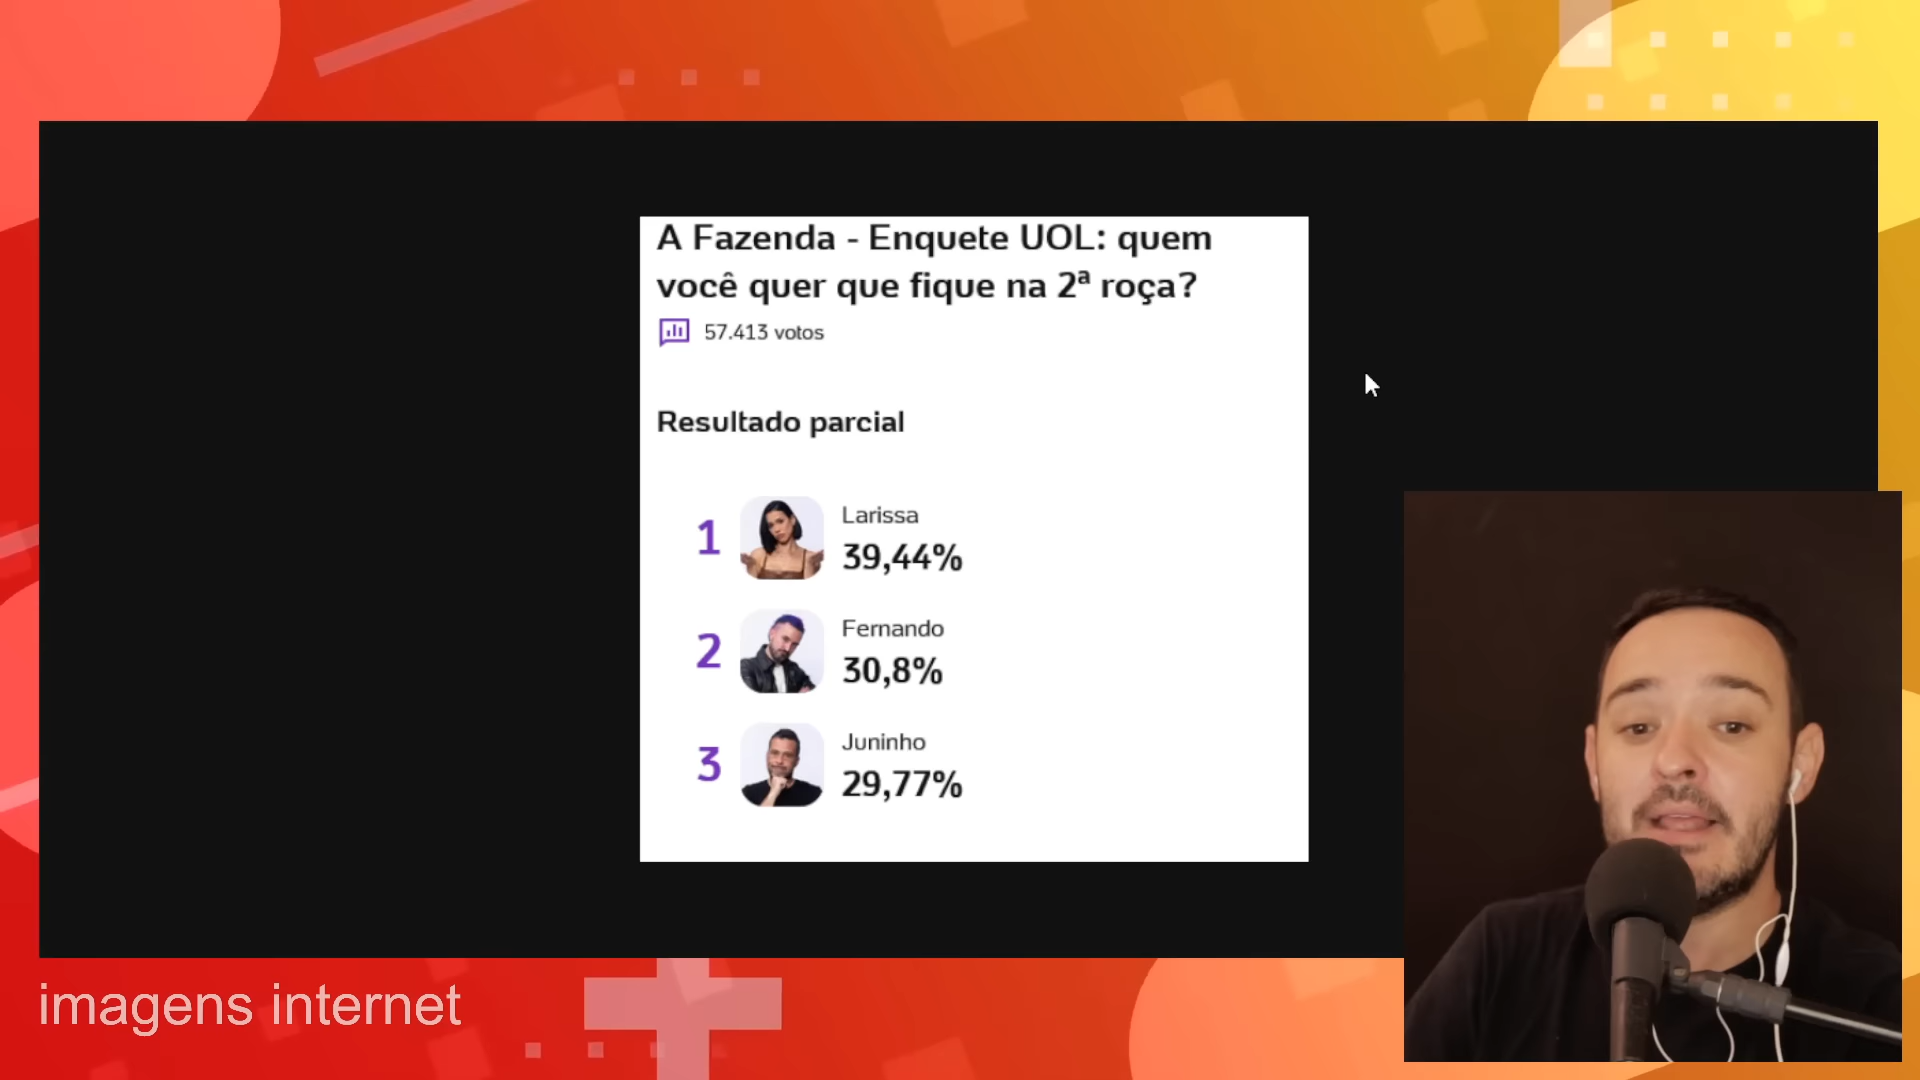 A Fazenda - Enquete UOL: quem
você quer que fique na 2ª roça?
57.413 votos
Resultado parcial
1
Larissa
39,44%
2
Fernando
30,8%
3
Juninho
29,77%
imagens internet